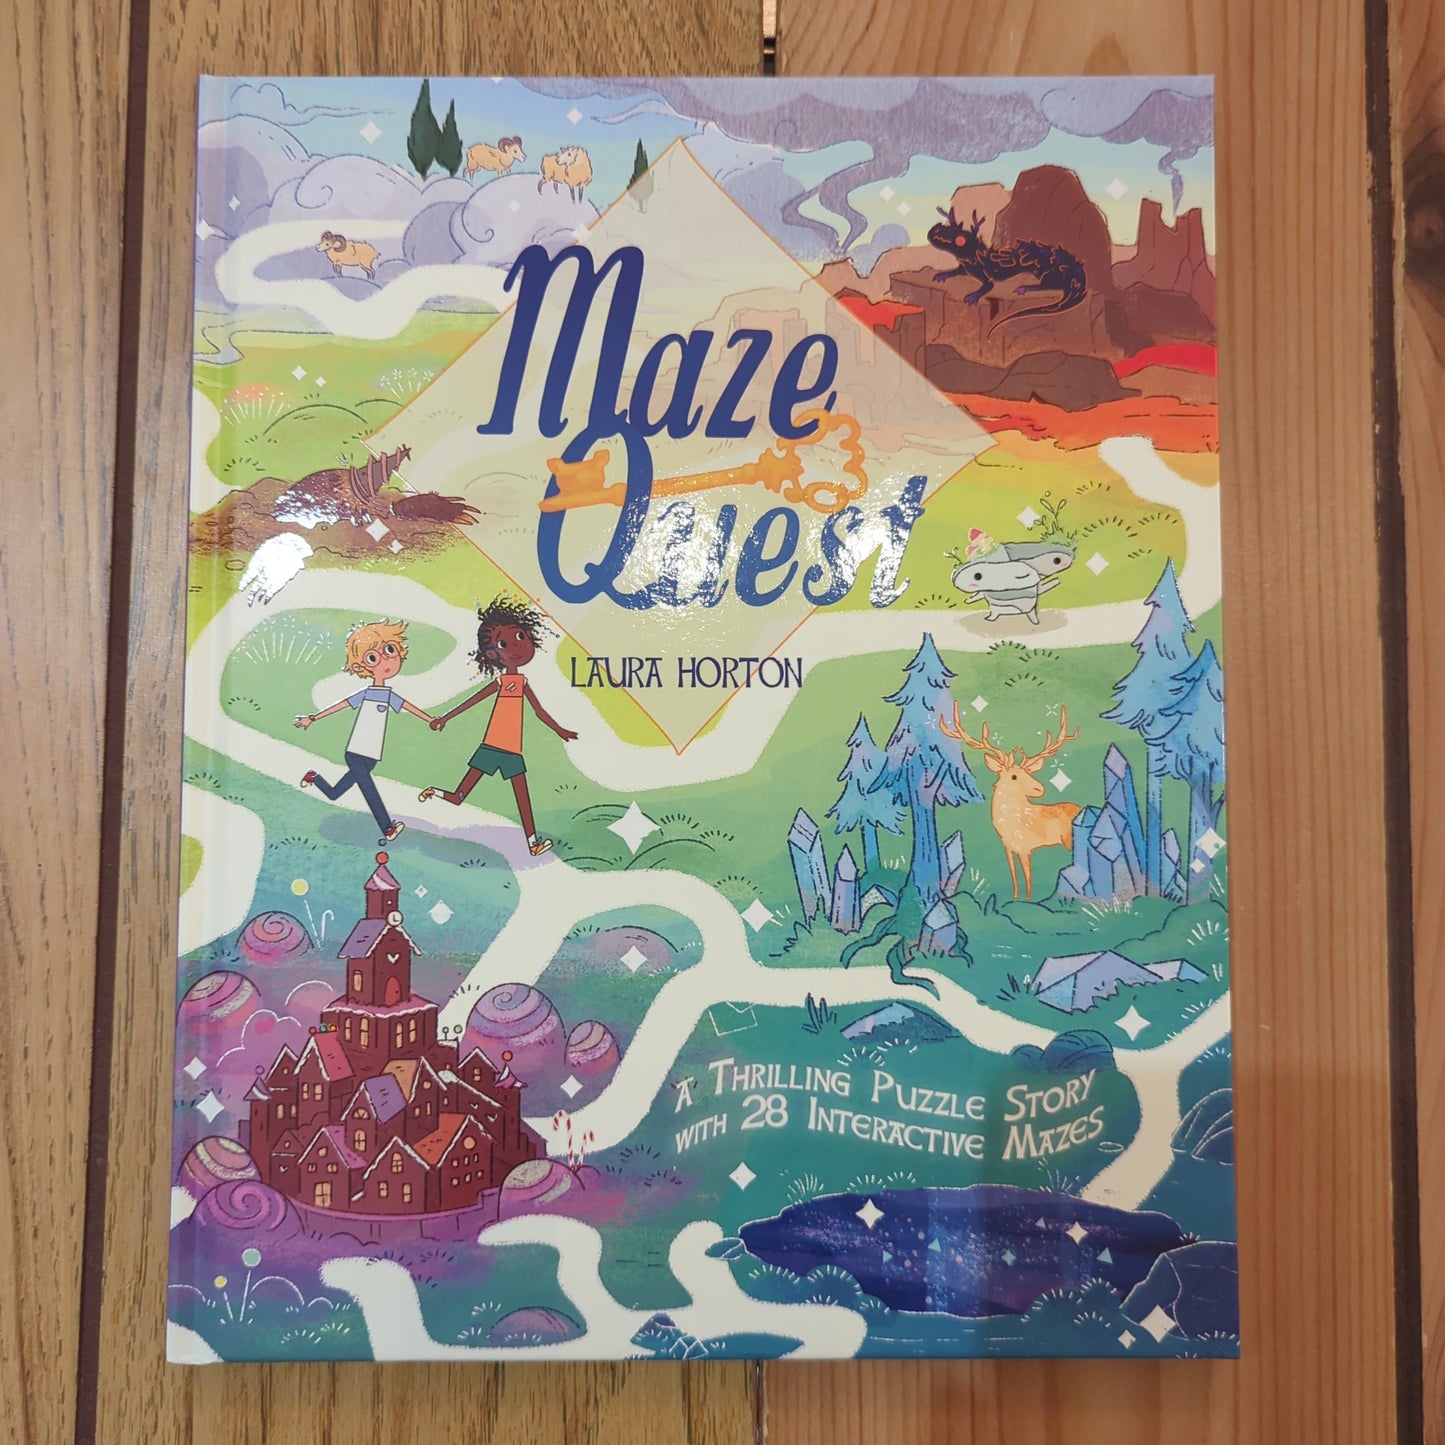 Maze
Quest
LAURA HORTON
A THRILLING PUZZLE STORY
WITH 28 INTERACTIVE MAZES